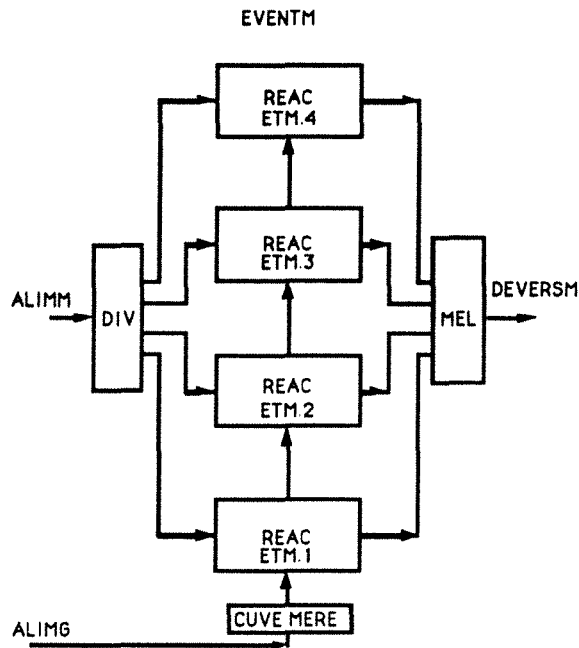 EVENTM
REAC
ETM.4
REAC
ETM.3
ALIMM
DIV
MEL
DEVERSM
REAC
ETM.2
REAC
ETM.1
CUVE MERE
ALIMG